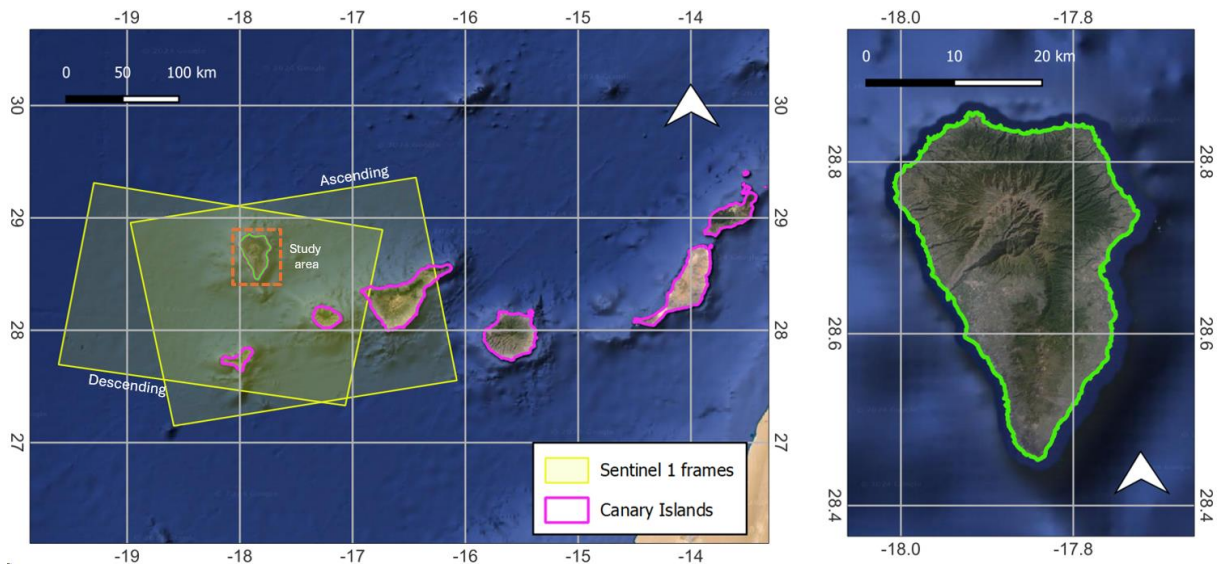 -19 -18 -17 -16 -15 -14
0 50 100 km
30
30
Ascending
29
29
Study
area
28
28
Descending
27
27
Sentinel 1 frames
Canary Islands
-19 -18 -17 -16 -15 -14
-18.0 -17.8
0 10 20 km
28.8
28.8
28.6
28.6
28.4
28.4
-18.0 -17.8